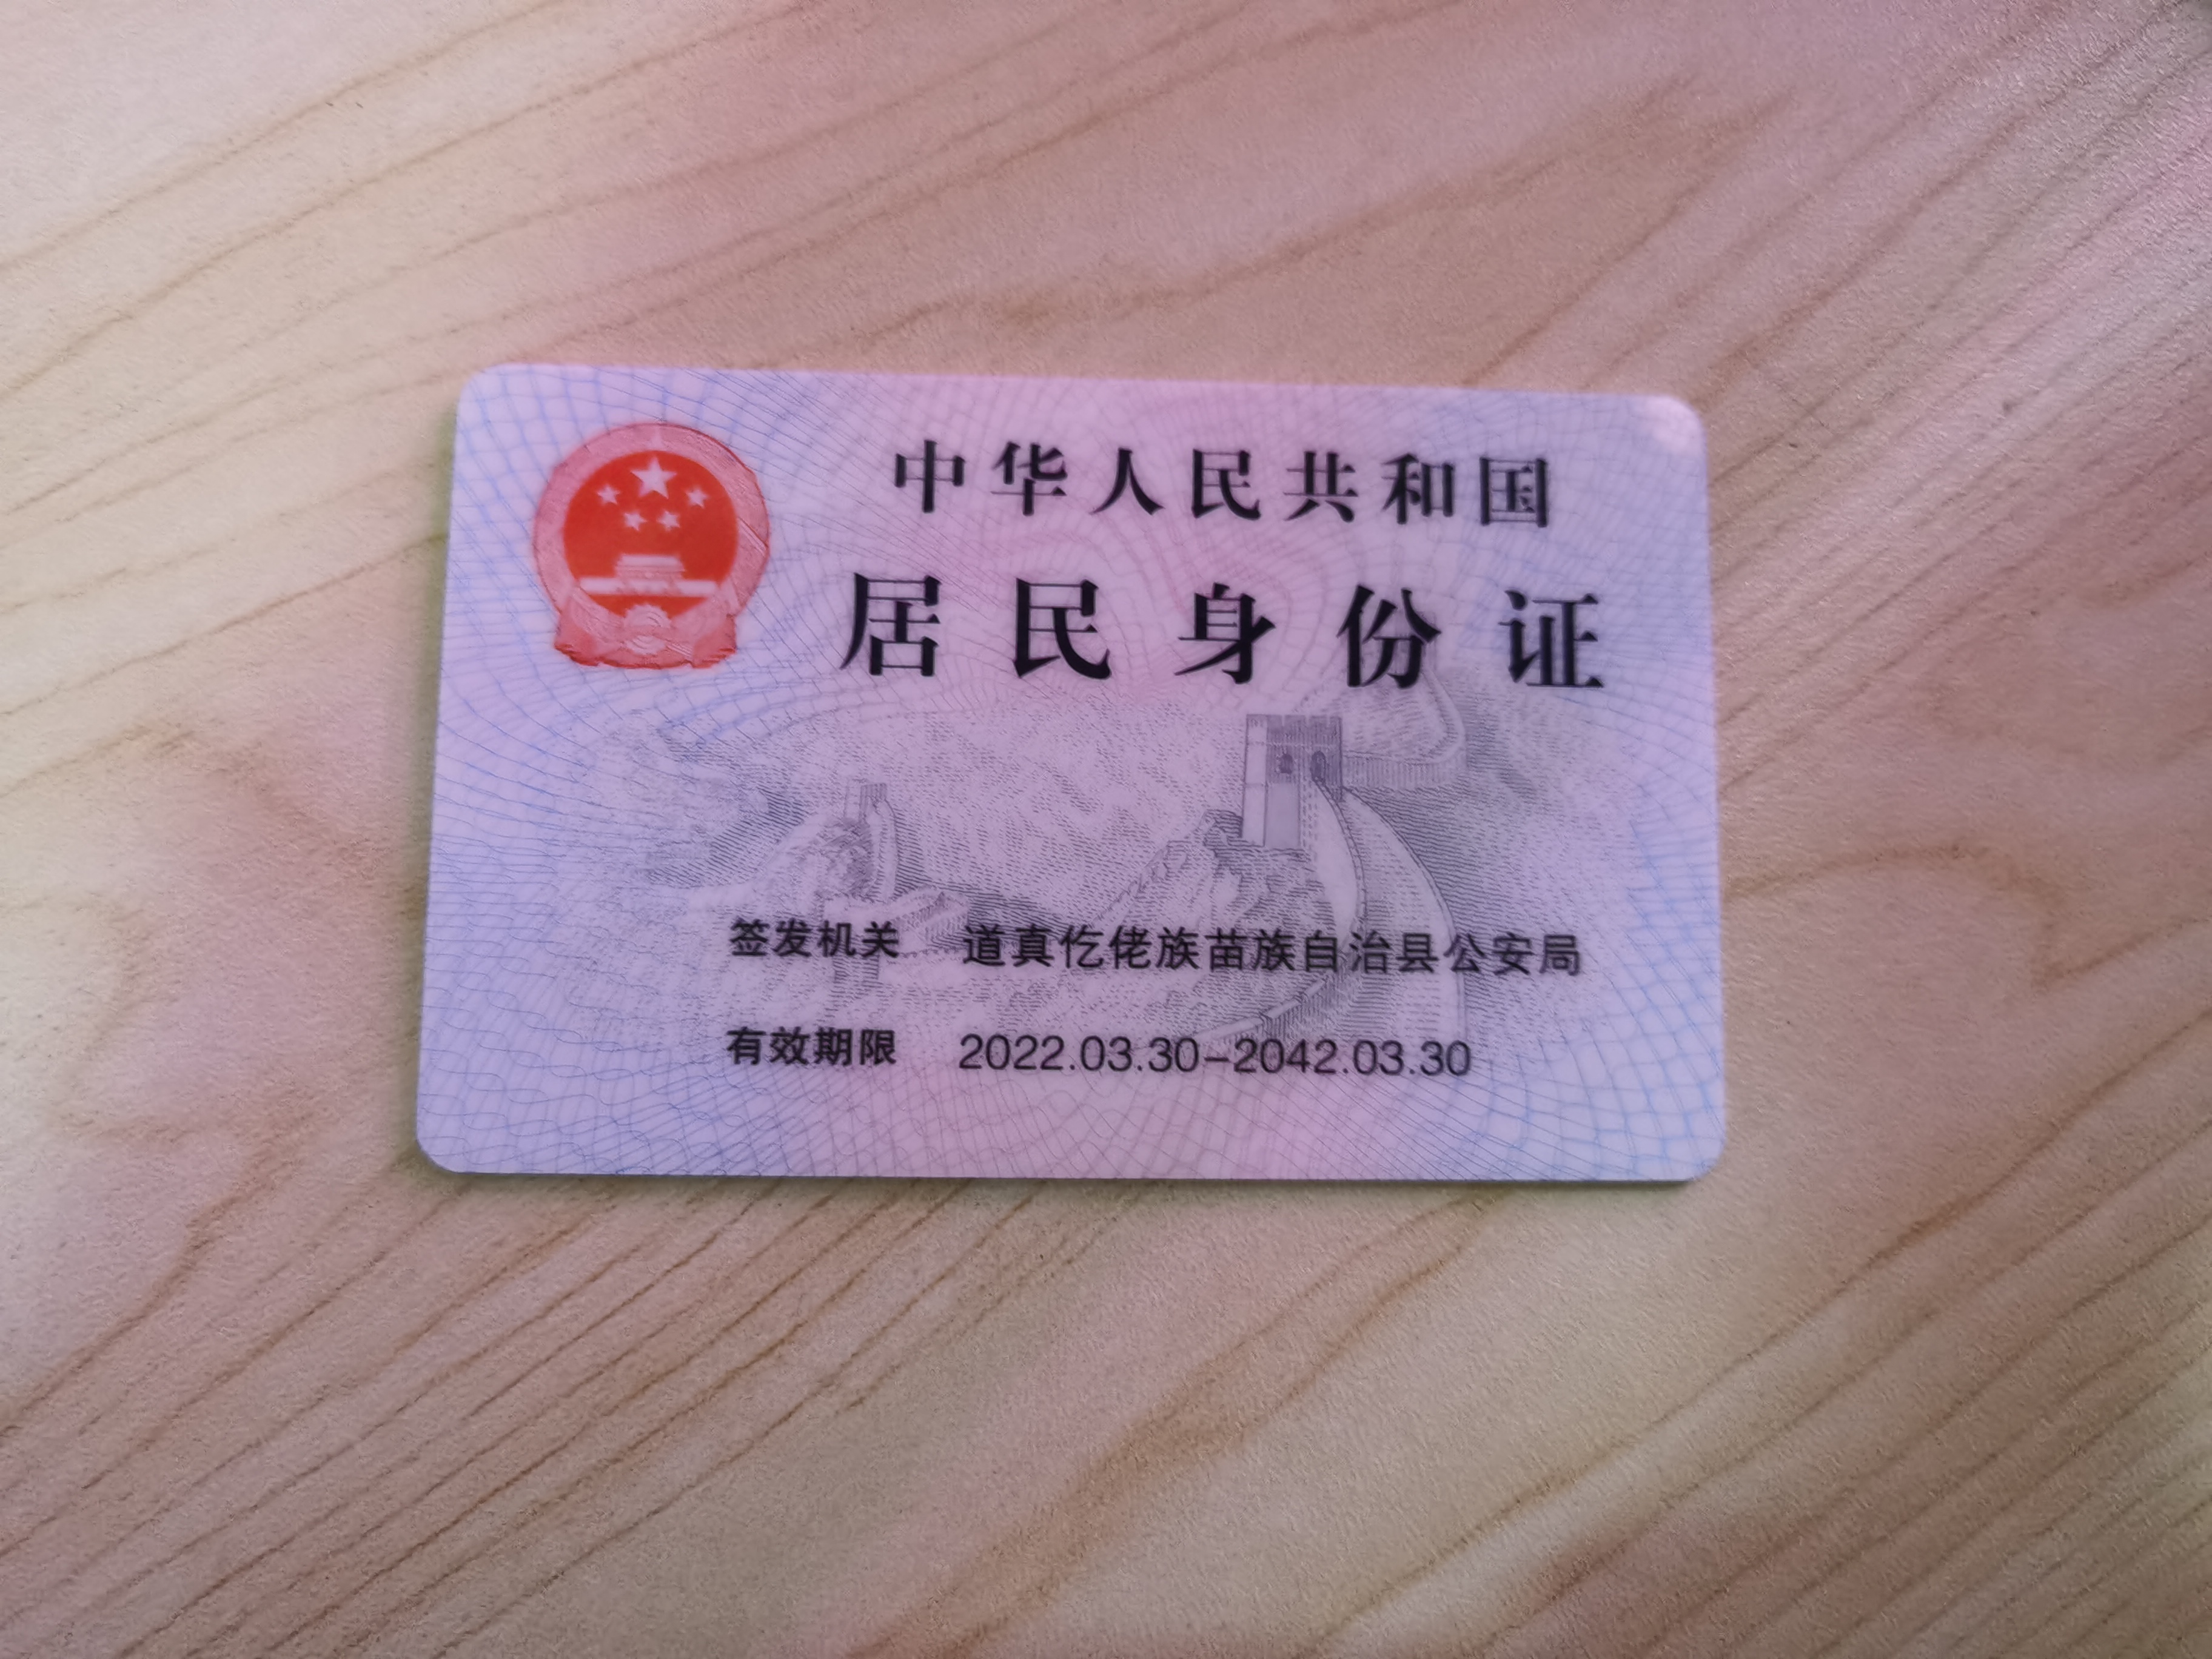 中华人民共和国
居民身份证
签发机关 道真仡佬族苗族自治县公安局
有效期限 2022.03.30-2042.03.30